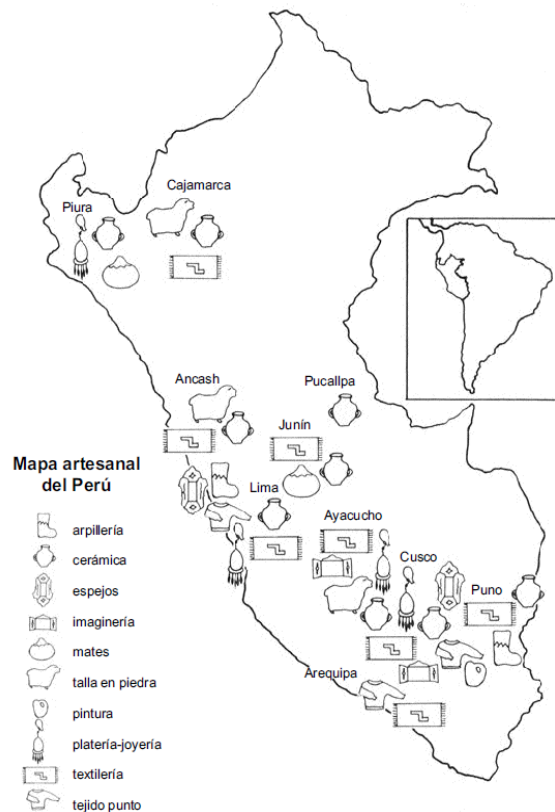 Cajamarca
Piura
Ancash
Pucallpa
Junín
Lima
Ayacucho
Cusco
Puno
Arequipa
Mapa artesanal
del Perú
arpillería
cerámica
espejos
imaginería
mates
talla en piedra
pintura
platería-joyería
textilería
tejido punto